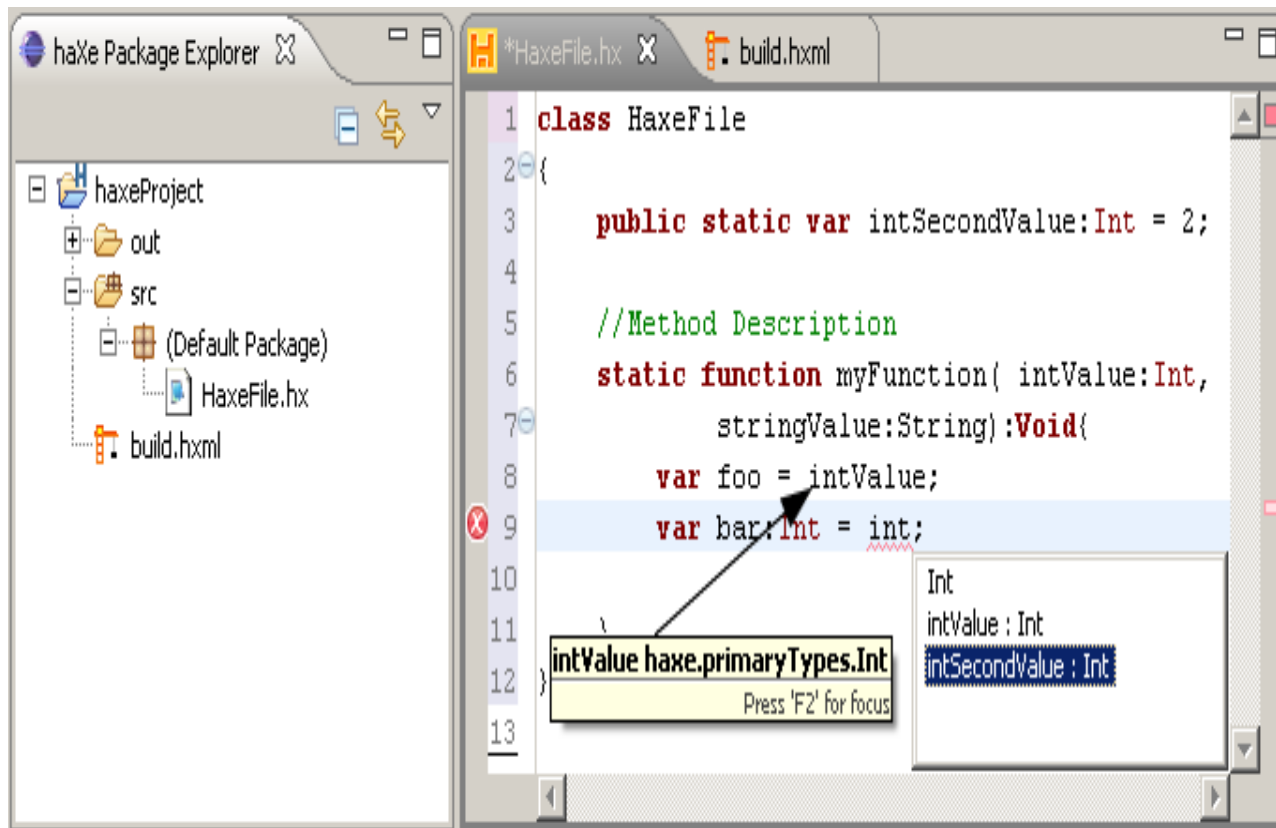 haXe Package Explorer
haxeProject
out
src
(Default Package)
HaxeFile.hx
build.hxml
*HaxeFile.hx
build.hxml
1 class HaxeFile
2 {
3 public static var intSecondValue:Int = 2;
4
5 //Method Description
6 static function myFunction( intValue:Int,
7 stringValue:String):Void{
8 var foo = intValue;
9 var bar:Int = int;
10
11 }
12 }
13
intValue haxe.primaryTypes.Int
Press 'F2' for focus
Int
intValue : Int
intSecondValue : Int